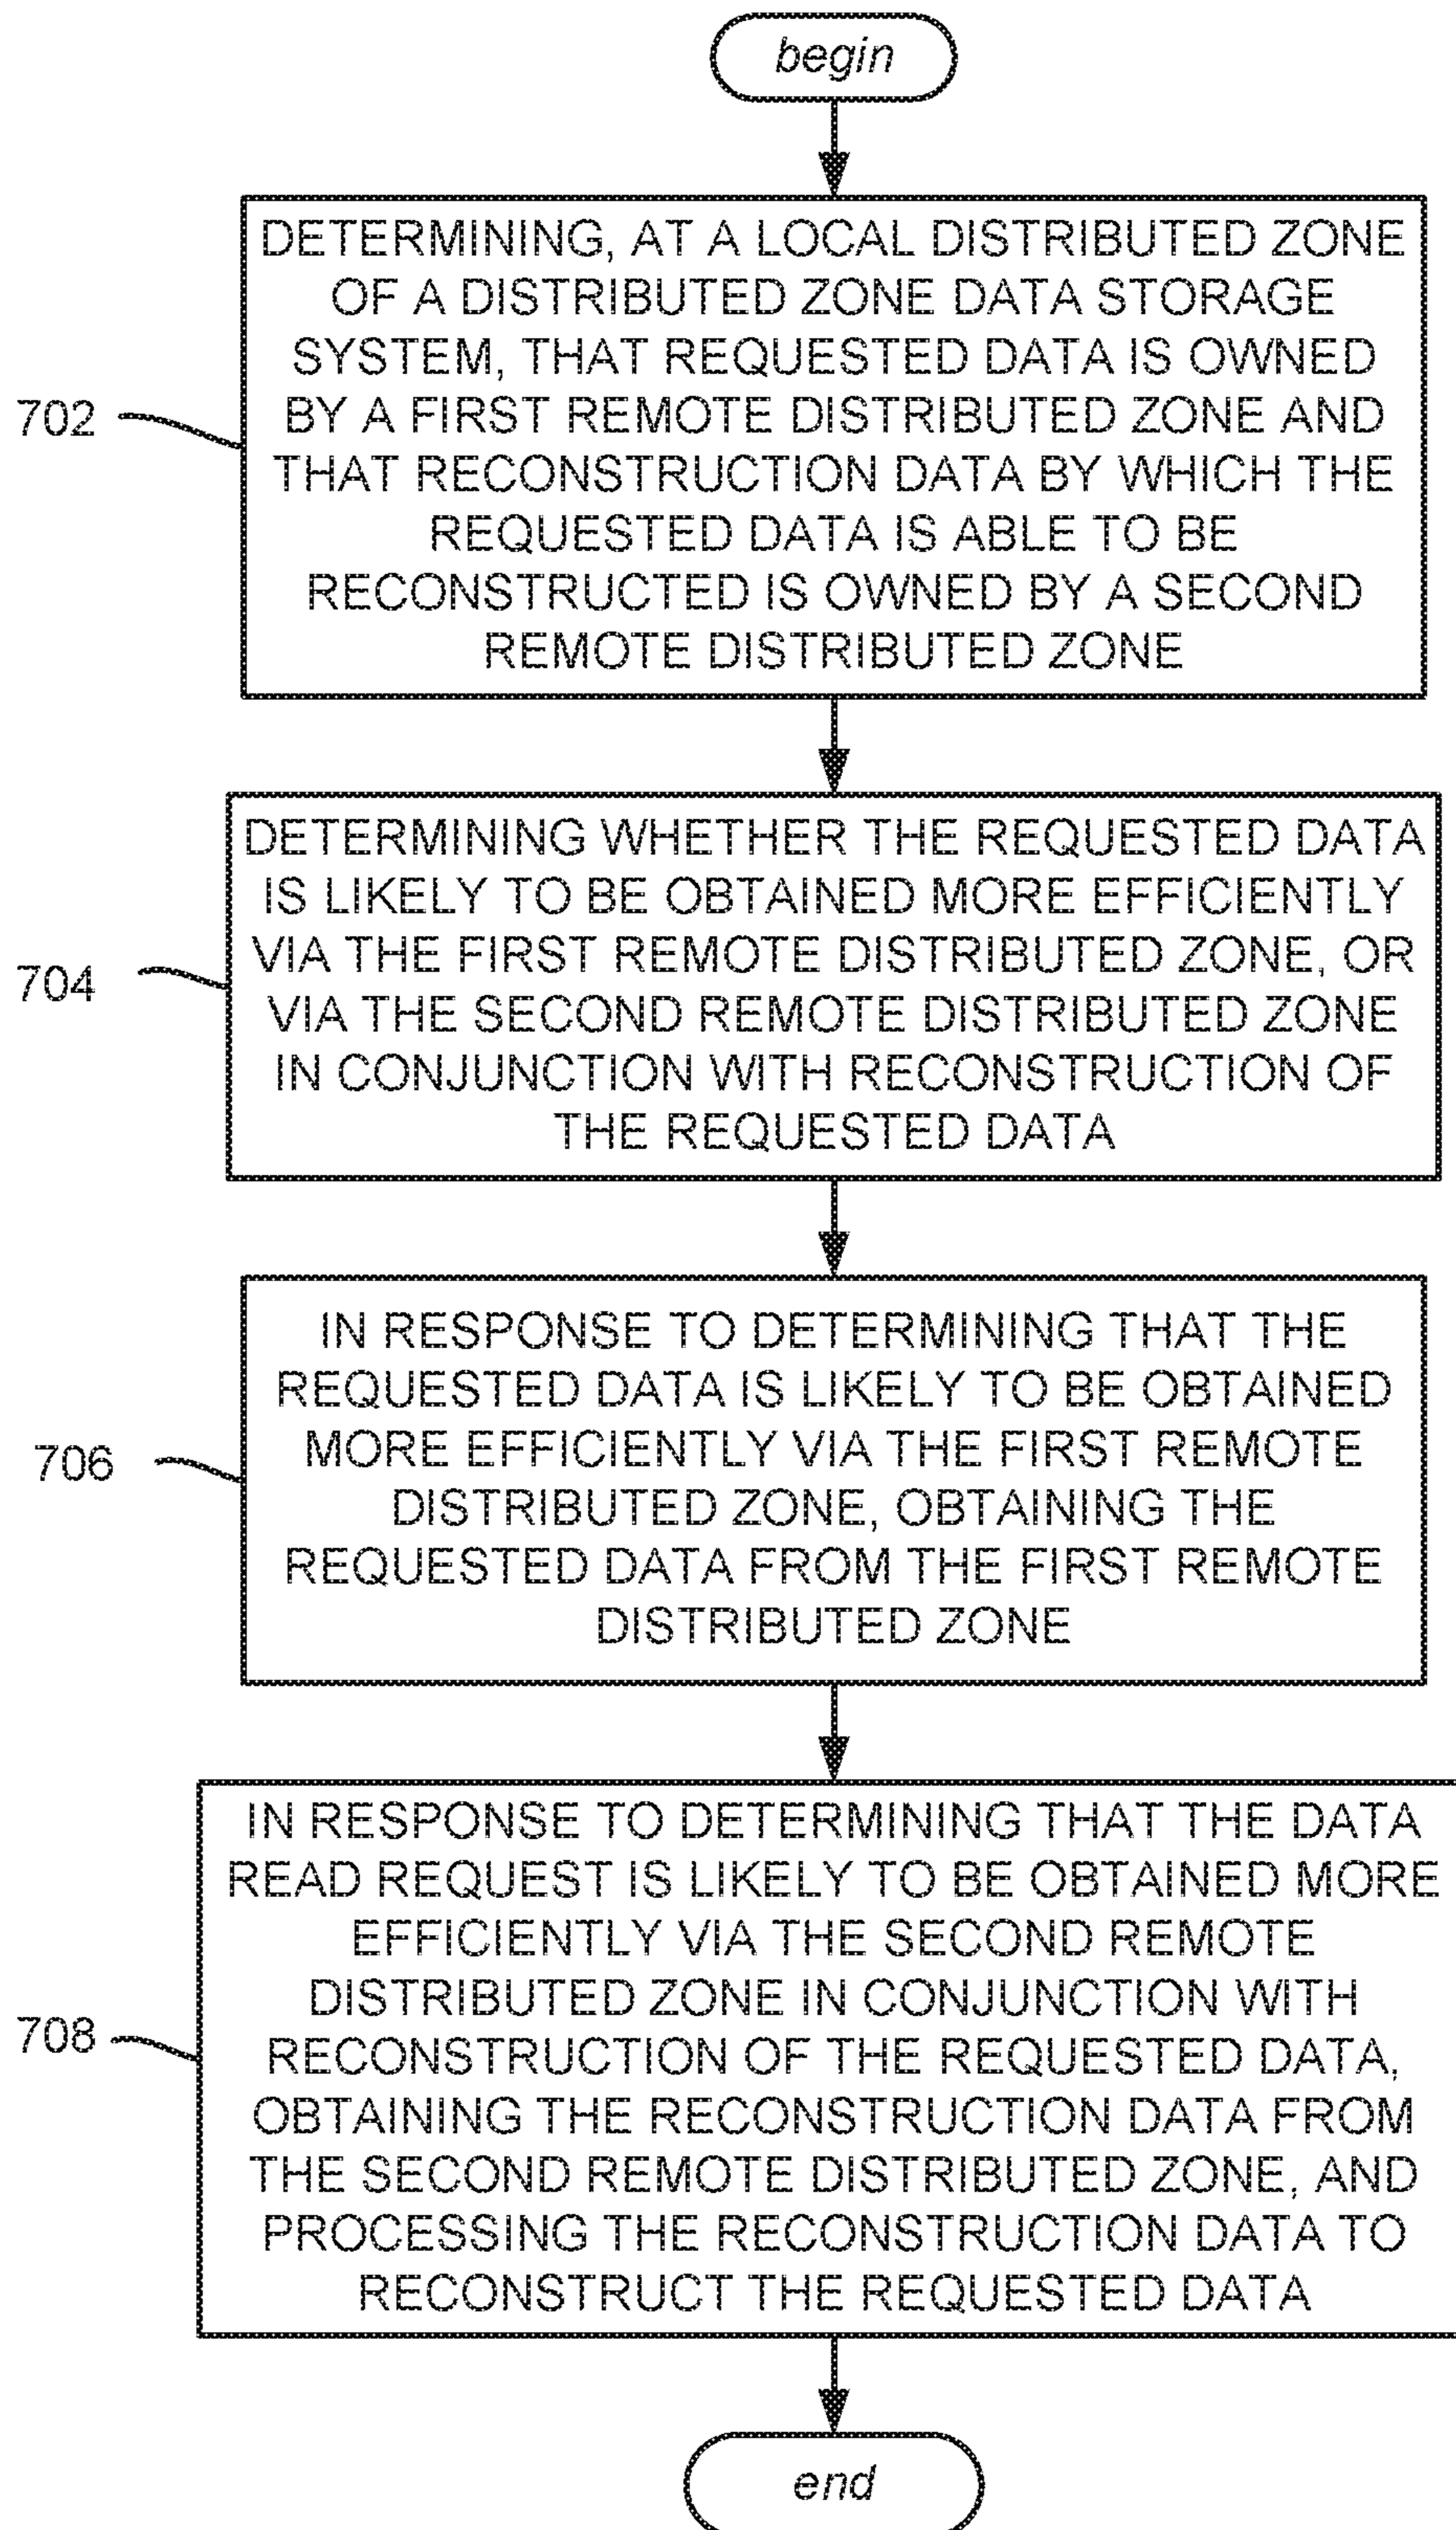 begin
DETERMINING, AT A LOCAL DISTRIBUTED ZONE
OF A DISTRIBUTED ZONE DATA STORAGE
SYSTEM, THAT REQUESTED DATA IS OWNED
BY A FIRST REMOTE DISTRIBUTED ZONE AND
THAT RECONSTRUCTION DATA BY WHICH THE
REQUESTED DATA IS ABLE TO BE
RECONSTRUCTED IS OWNED BY A SECOND
REMOTE DISTRIBUTED ZONE
702
DETERMINING WHETHER THE REQUESTED DATA
IS LIKELY TO BE OBTAINED MORE EFFICIENTLY
VIA THE FIRST REMOTE DISTRIBUTED ZONE, OR
VIA THE SECOND REMOTE DISTRIBUTED ZONE
IN CONJUNCTION WITH RECONSTRUCTION OF
THE REQUESTED DATA
704
IN RESPONSE TO DETERMINING THAT THE
REQUESTED DATA IS LIKELY TO BE OBTAINED
MORE EFFICIENTLY VIA THE FIRST REMOTE
DISTRIBUTED ZONE, OBTAINING THE
REQUESTED DATA FROM THE FIRST REMOTE
DISTRIBUTED ZONE
706
IN RESPONSE TO DETERMINING THAT THE DATA
READ REQUEST IS LIKELY TO BE OBTAINED MORE
EFFICIENTLY VIA THE SECOND REMOTE
DISTRIBUTED ZONE IN CONJUNCTION WITH
RECONSTRUCTION OF THE REQUESTED DATA,
OBTAINING THE RECONSTRUCTION DATA FROM
THE SECOND REMOTE DISTRIBUTED ZONE, AND
PROCESSING THE RECONSTRUCTION DATA TO
RECONSTRUCT THE REQUESTED DATA
708
end